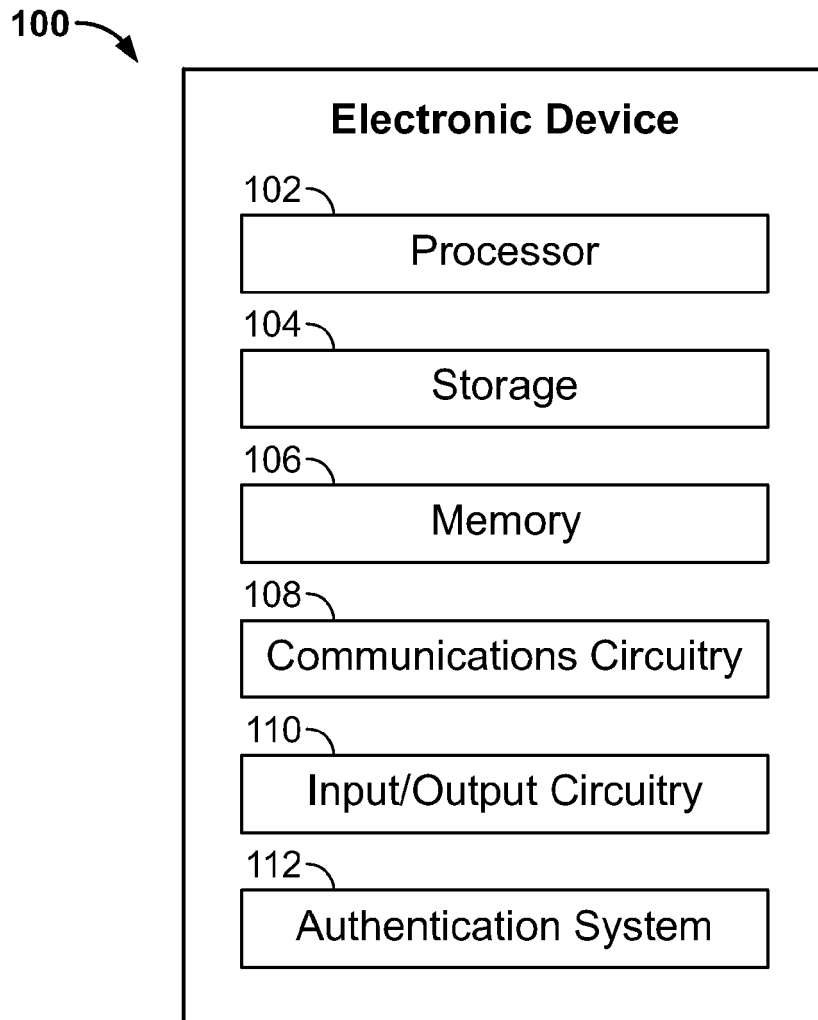 100
Electronic Device
102
Processor
104
Storage
106
Memory
108
Communications Circuitry
110
Input/Output Circuitry
112
Authentication System